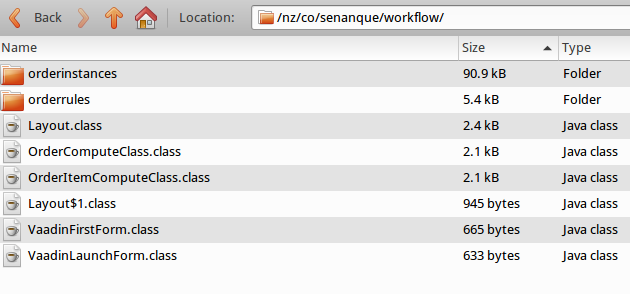 Back Location: /nz/co/senanque/workflow/
Name Size Type
orderinstances 90.9 kB Folder
orderrules 5.4 kB Folder
Layout.class 2.4 kB Java class
OrderComputeClass.class 2.1 kB Java class
OrderItemComputeClass.class 2.1 kB Java class
Layout$1.class 945 bytes Java class
VaadinFirstForm.class 665 bytes Java class
VaadinLaunchForm.class 633 bytes Java class